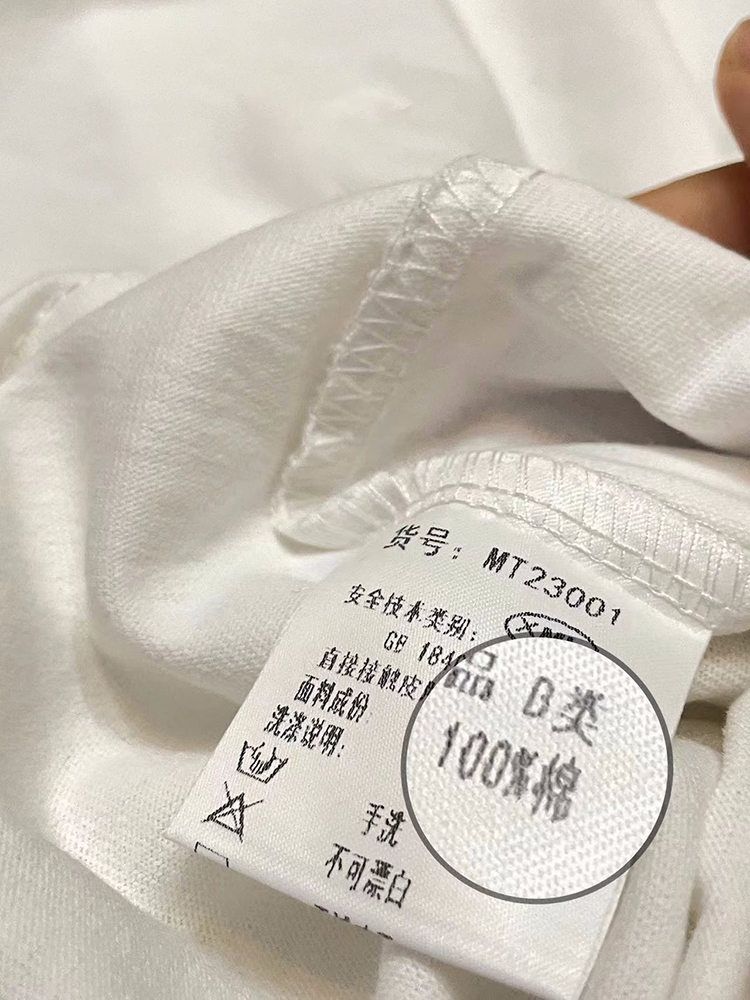 货号: MT23001
安全技术类别:
GB 184
直接接触皮
品 B类
面料成份
100%棉
洗涤说明:
手洗
不可漂白